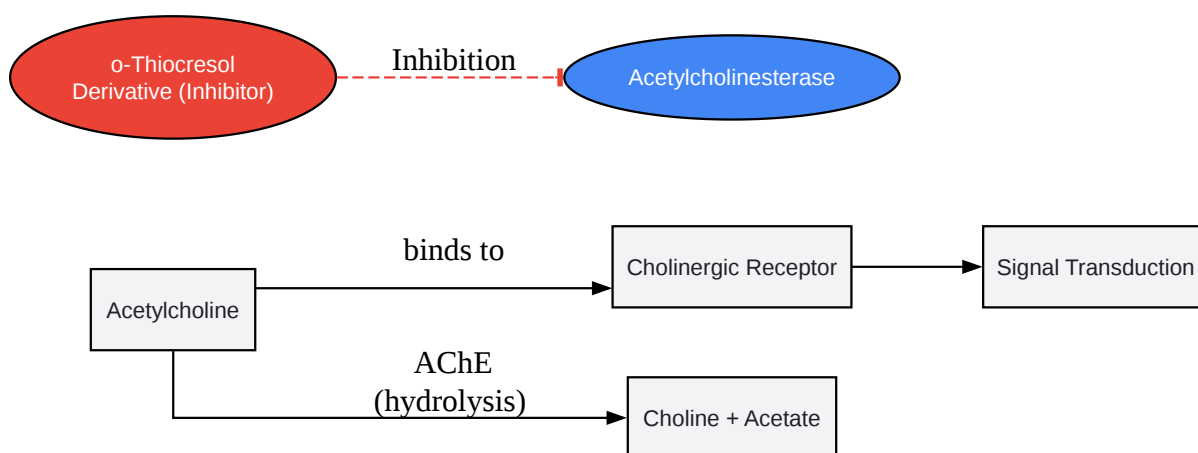 o-Thiocresol
Derivative (Inhibitor)
Inhibition
Acetylcholinesterase
binds to
Cholinergic Receptor
Signal Transduction
Acetylcholine
AChE
(hydrolysis)
Choline + Acetate